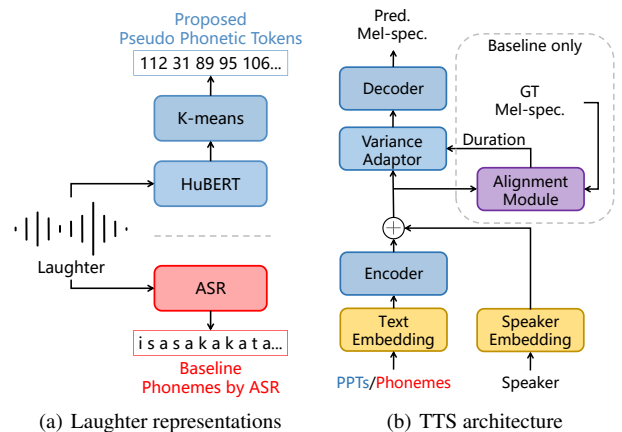 Proposed
Pseudo Phonetic Tokens
112 31 89 95 106...
K-means
HuBERT
Laughter
ASR
i s a s a k a k a t a...
Baseline
Phonemes by ASR
(a) Laughter representations
Pred.
Mel-spec.
Decoder
Variance
Adaptor
Encoder
Text
Embedding
PPTs/Phonemes
Baseline only
GT
Mel-spec.
Duration
Alignment
Module
Speaker
Embedding
Speaker
(b) TTS architecture